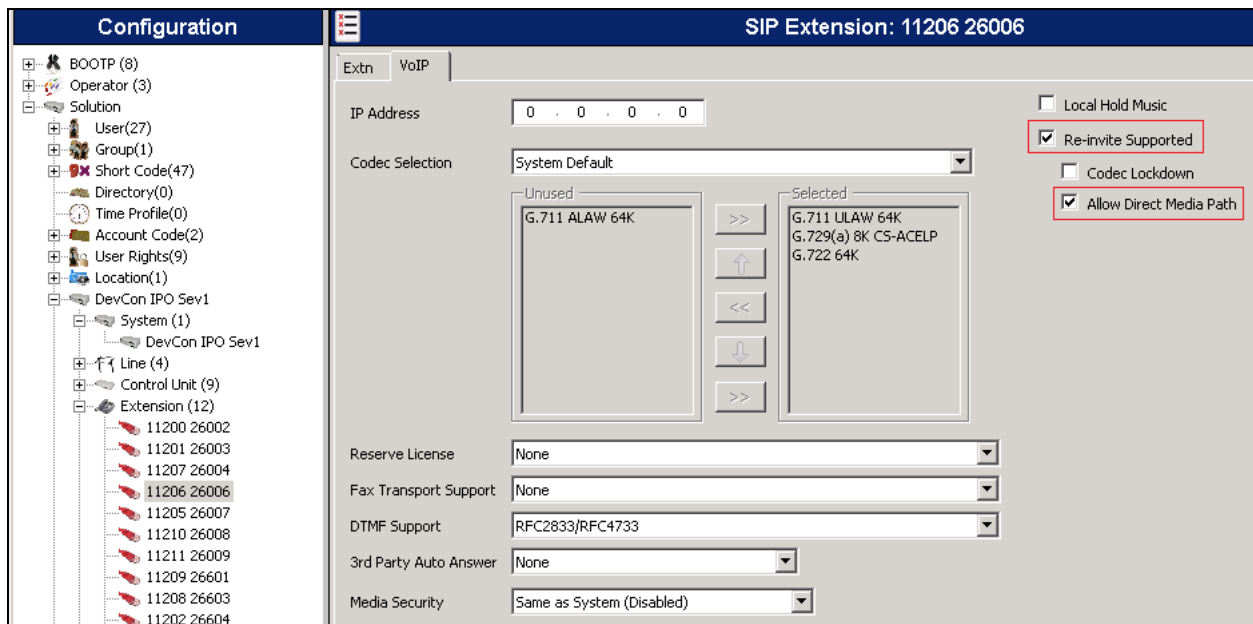 Configuration
BOOTP (8)
Operator (3)
Solution
User(27)
Group(1)
Short Code(47)
Directory(0)
Time Profile(0)
Account Code(2)
User Rights(9)
Location(1)
DevCon IPO Sev1
System (1)
DevCon IPO Sev1
Line (4)
Control Unit (9)
Extension (12)
11200 26002
11201 26003
11207 26004
11206 26006
11205 26007
11210 26008
11211 26009
11209 26601
11208 26603
11202 26604
SIP Extension: 11206 26006
Extn VoIP
IP Address 0 . 0 . 0 . 0
Codec Selection System Default
Unused
G.711 ALAW 64K
>>
<<
>>
Selected
G.711 ULAW 64K
G.729(a) 8K CS-ACELP
G.722 64K
Reserve License None
Fax Transport Support None
DTMF Support RFC2833/RFC4733
3rd Party Auto Answer None
Media Security Same as System (Disabled)
Local Hold Music
Re-invite Supported
Codec Lockdown
Allow Direct Media Path